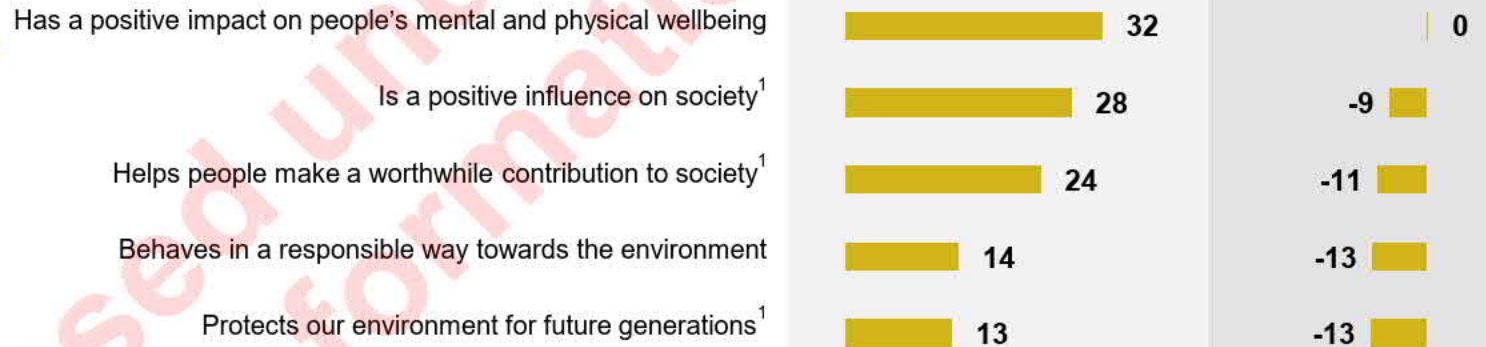 Has a positive impact on people's mental and physical wellbeing 32 0
Is a positive influence on society¹ 28 -9
Helps people make a worthwhile contribution to society¹ 24 -11
Behaves in a responsible way towards the environment 14 -13
Protects our environment for future generations¹ 13 -13